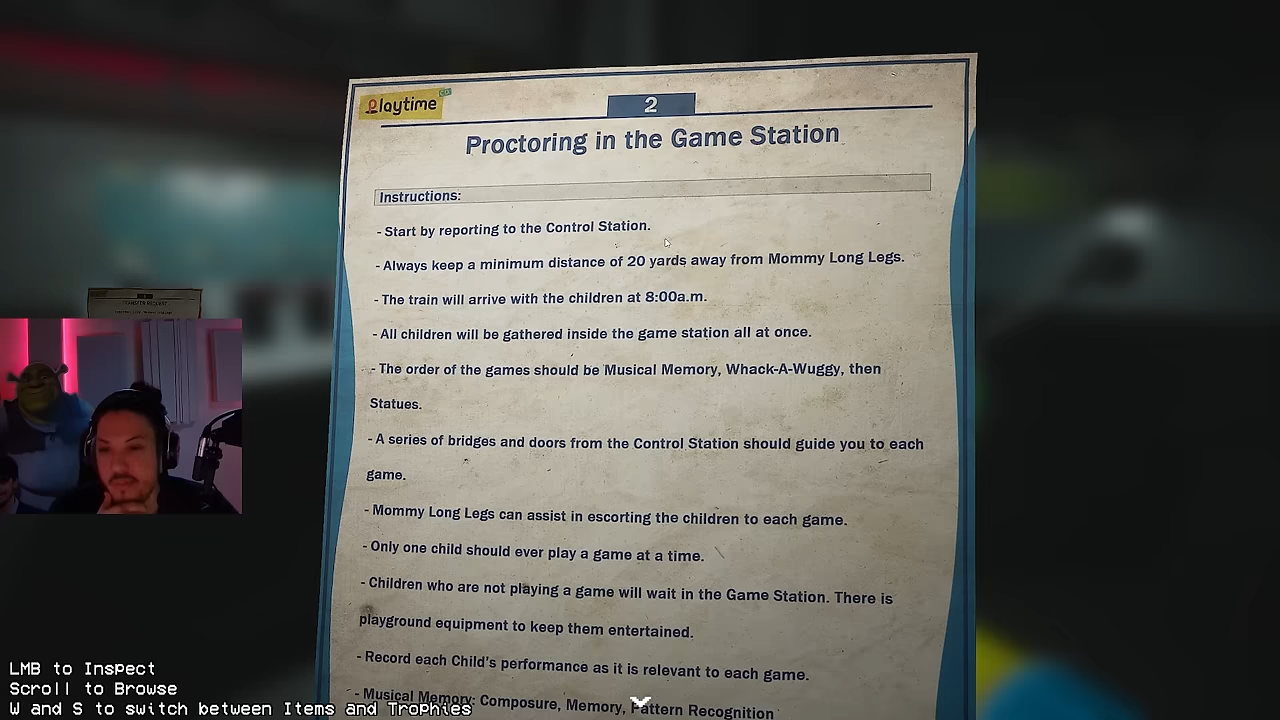 Playtime
2
Proctoring in the Game Station
Instructions:
- Start by reporting to the Control Station.
- Always keep a minimum distance of 20 yards away from Mommy Long Legs.
- The train will arrive with the children at 8:00a.m.
- All children will be gathered inside the game station all at once.
- The order of the games should be Musical Memory, Whack-A-Wuggy, then
Statues.
- A series of bridges and doors from the Control Station should guide you to each
game.
- Mommy Long Legs can assist in escorting the children to each game.
- Only one child should ever play a game at a time.
- Children who are not playing a game will wait in the Game Station. There is
playground equipment to keep them entertained.
- Record each Child's performance as it is relevant to each game.
- Musical Memory: Composure, Memory, Pattern Recognition
TRANSFER REQUEST
LMB to Inspect
Scroll to Browse
W and S to switch between Items and Trophies